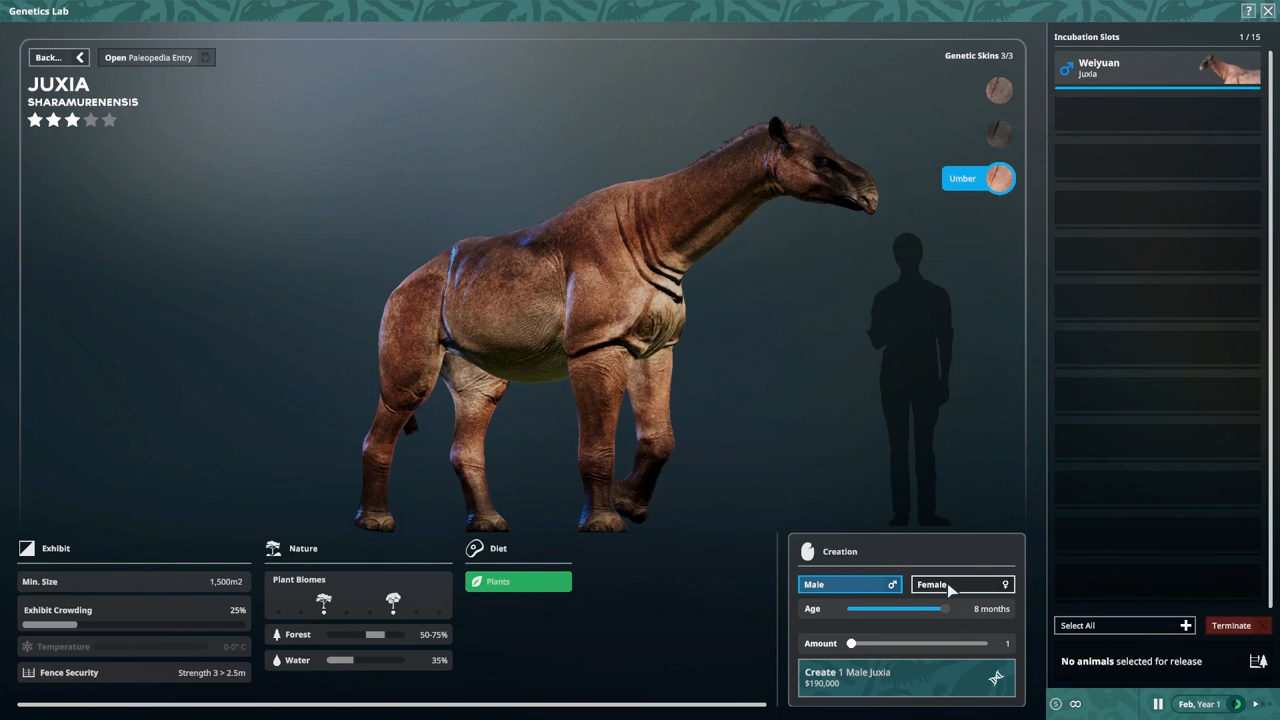 Genetics Lab
?
Back...
Open Paleopedia Entry
JUXIA
SHARAMURENENSIS
Genetic Skins 3/3
Umber
Incubation Slots
1 / 15
Weiyuan
Juxia
Exhibit
Min. Size
1,500m2
Exhibit Crowding
25%
Temperature
0-0° C
Fence Security
Strength 3 > 2.5m
Nature
Plant Biomes
Forest
50-75%
Water
35%
Diet
Plants
Creation
Male
Female
Age
8 months
Amount
1
Create 1 Male Juxia
$190,000
Select All
Terminate
No animals selected for release
Feb, Year 1